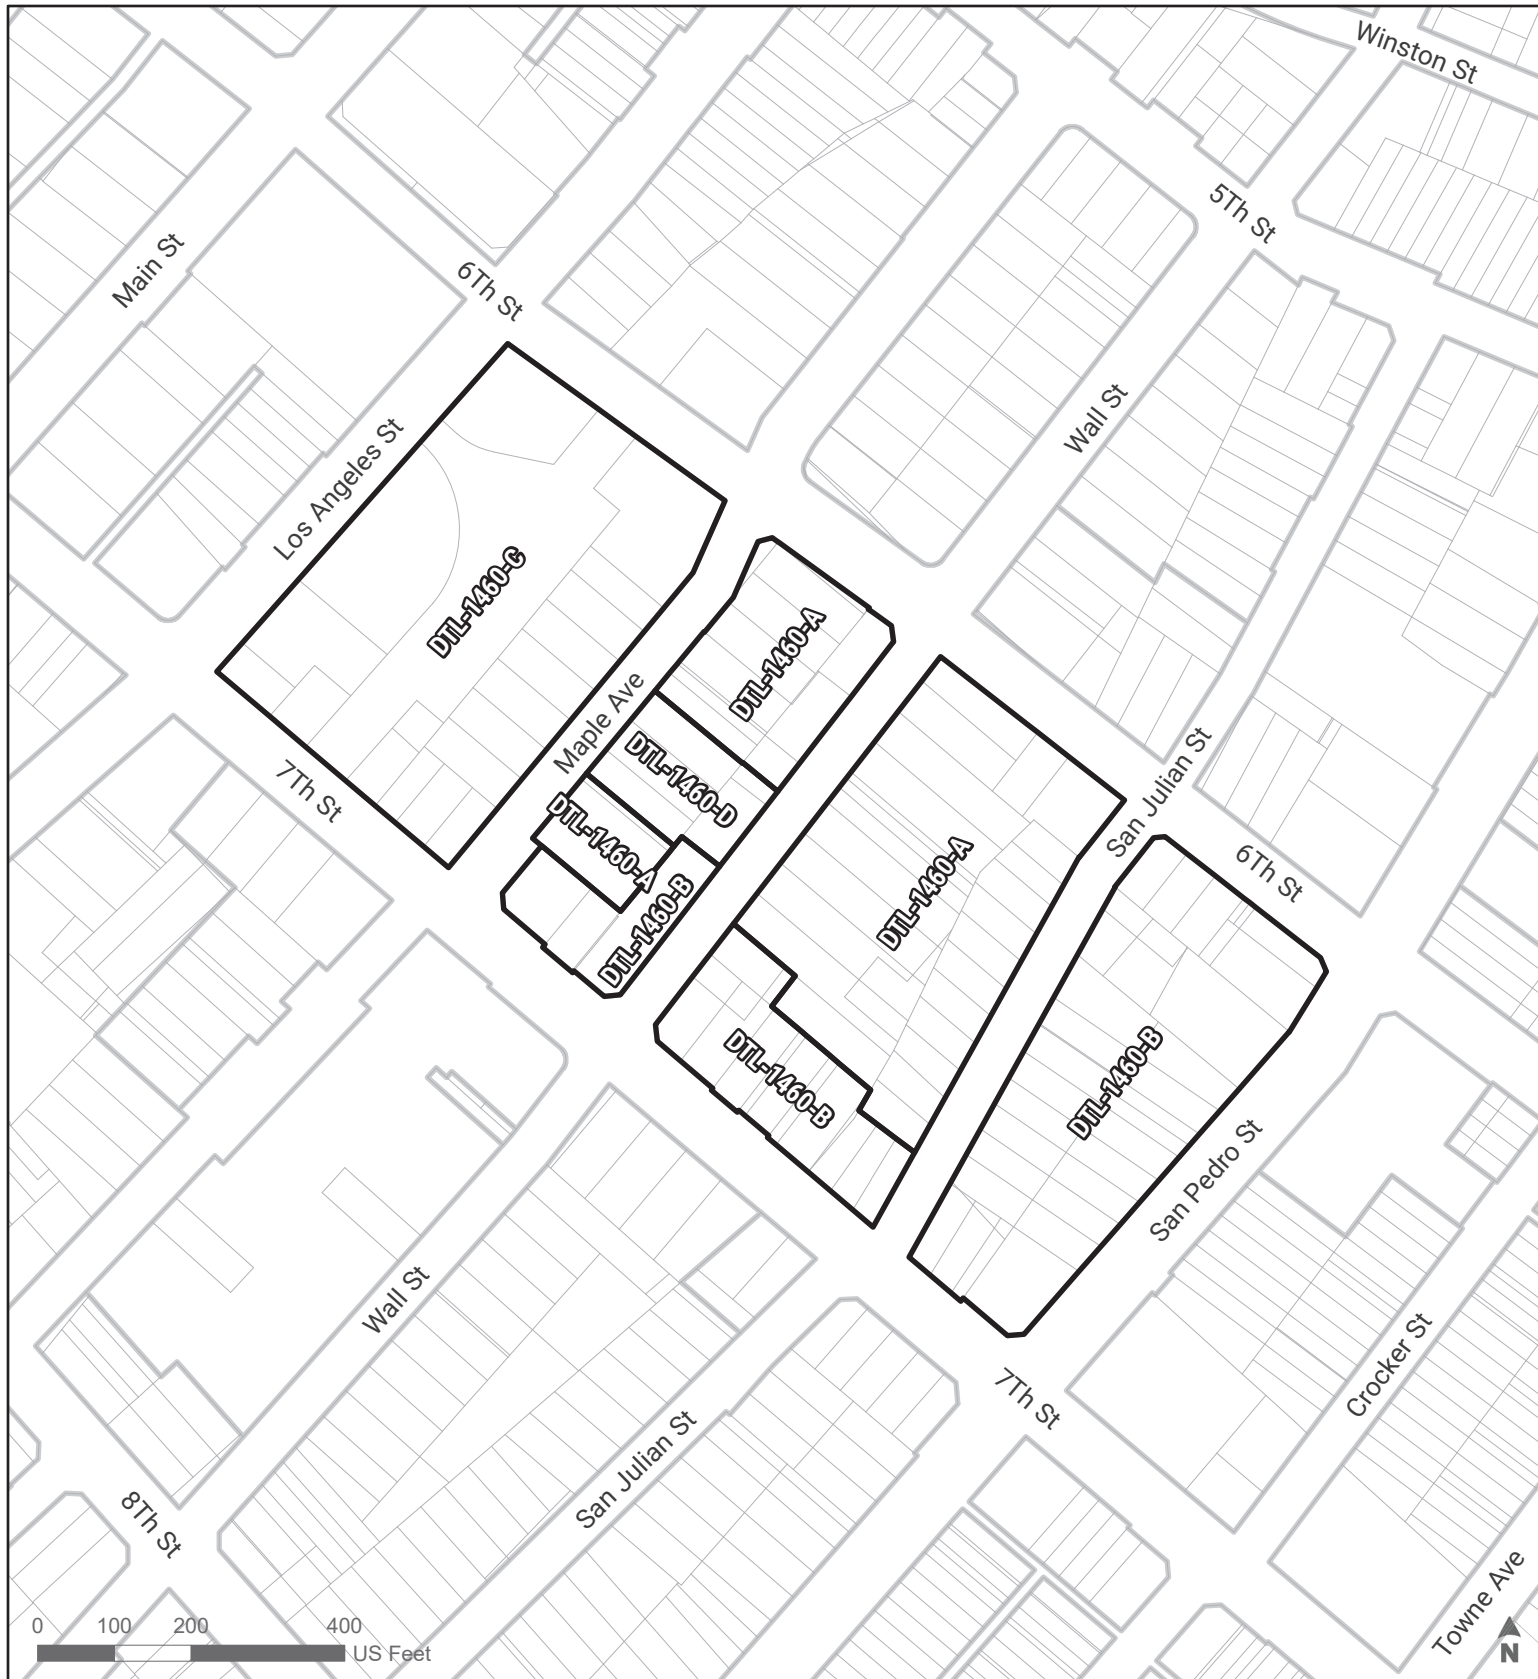 Winston St
5Th St
Main St
6Th St
Wall St
Los Angeles St
DTL-1460-C
DTL-1460-A
Maple Ave
DTL-1460-D
San Julian St
7Th St
DTL-1460-A
DTL-1460-A
6Th St
DTL-1460-B
DTL-1460-B
DTL-1460-B
San Pedro St
Wall St
Crocker St
7Th St
San Julian St
8Th St
Towne Ave
0 100 200 400
US Feet
N